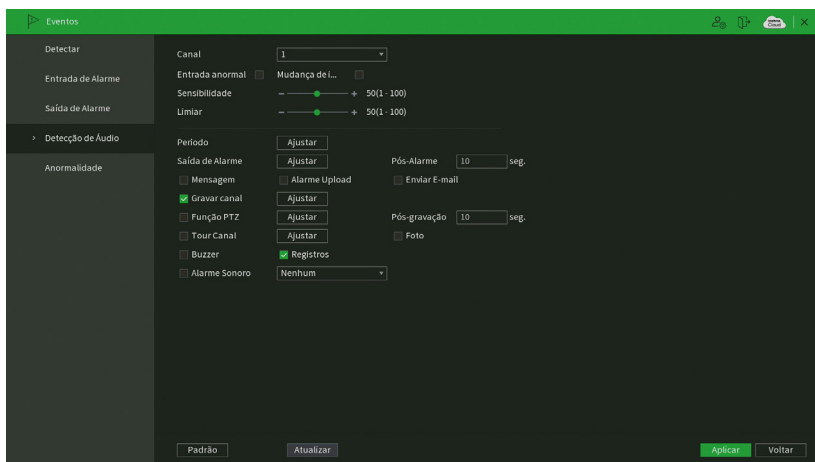 Eventos
Detectar
Entrada de Alarme
Saída de Alarme
Detecção de Áudio
Anormalidade
Canal 1
Entrada anormal Mudança de i...
Sensibilidade - + 50(1 - 100)
Limiar - + 50(1 - 100)
Período Ajustar
Saída de Alarme Ajustar Pós-Alarme 10 seg.
Mensagem Alarme Upload Enviar E-mail
Gravar canal Ajustar
Função PTZ Ajustar Pós-gravação 10 seg.
Tour Canal Ajustar Foto
Buzzer Registros
Alarme Sonoro Nenhum
Padrão Atualizar Aplicar Voltar